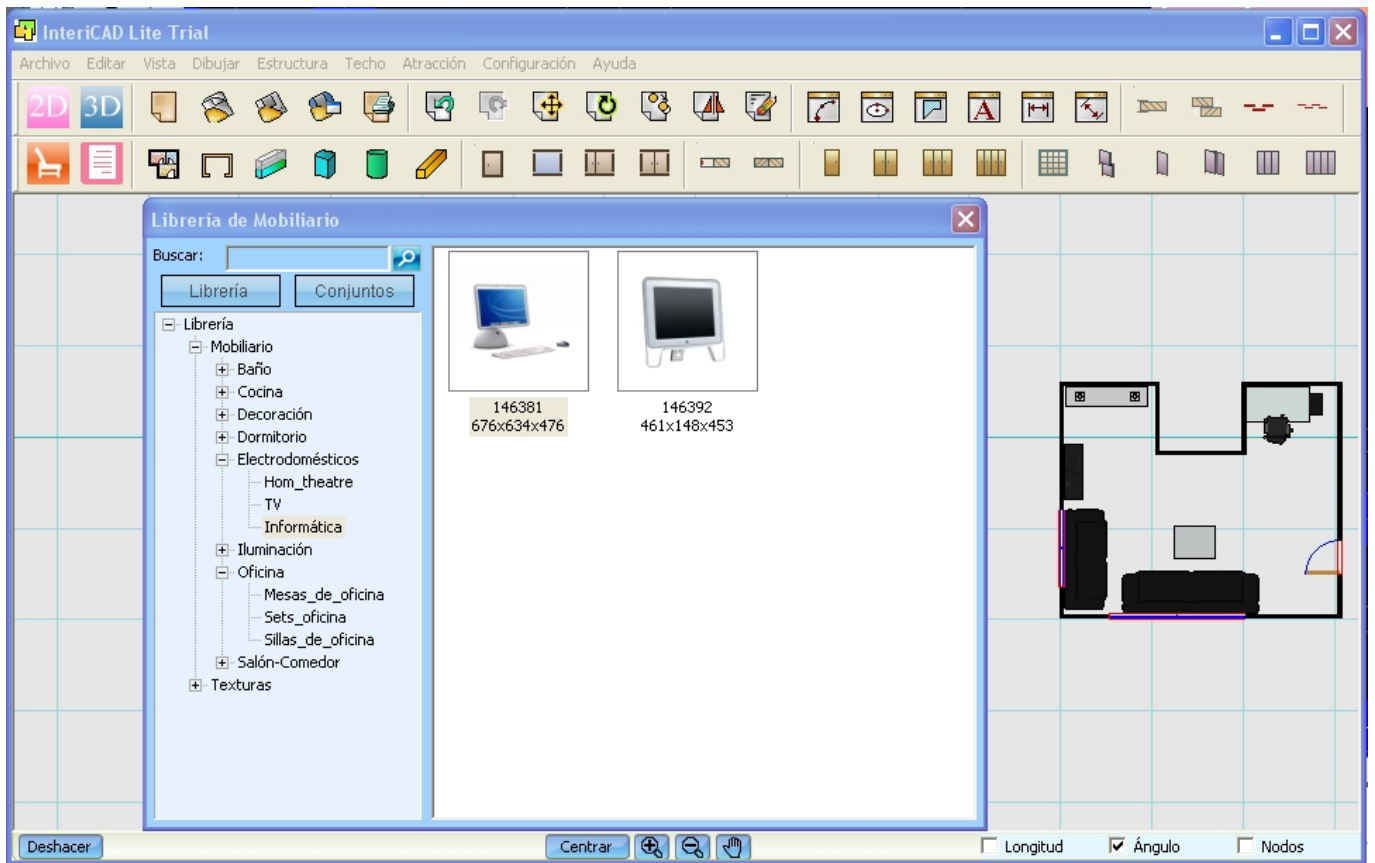 InteriCAD Lite Trial
Archivo Editar Vista Dibujar Estructura Techo Atracción Configuración Ayuda
2D 3D A
Librería de Mobiliario
Buscar:
Librería Conjuntos
Librería
Mobiliario
Baño
Cocina
Decoración
Dormitorio
Electrodomésticos
Hom_theatre
TV
Informática
Iluminación
Oficina
Mesas_de_oficina
Sets_oficina
Sillas_de_oficina
Salón-Comedor
Texturas
146381
676x634x476
146392
461x148x453
Deshacer Centrar Longitud Ángulo Nodos